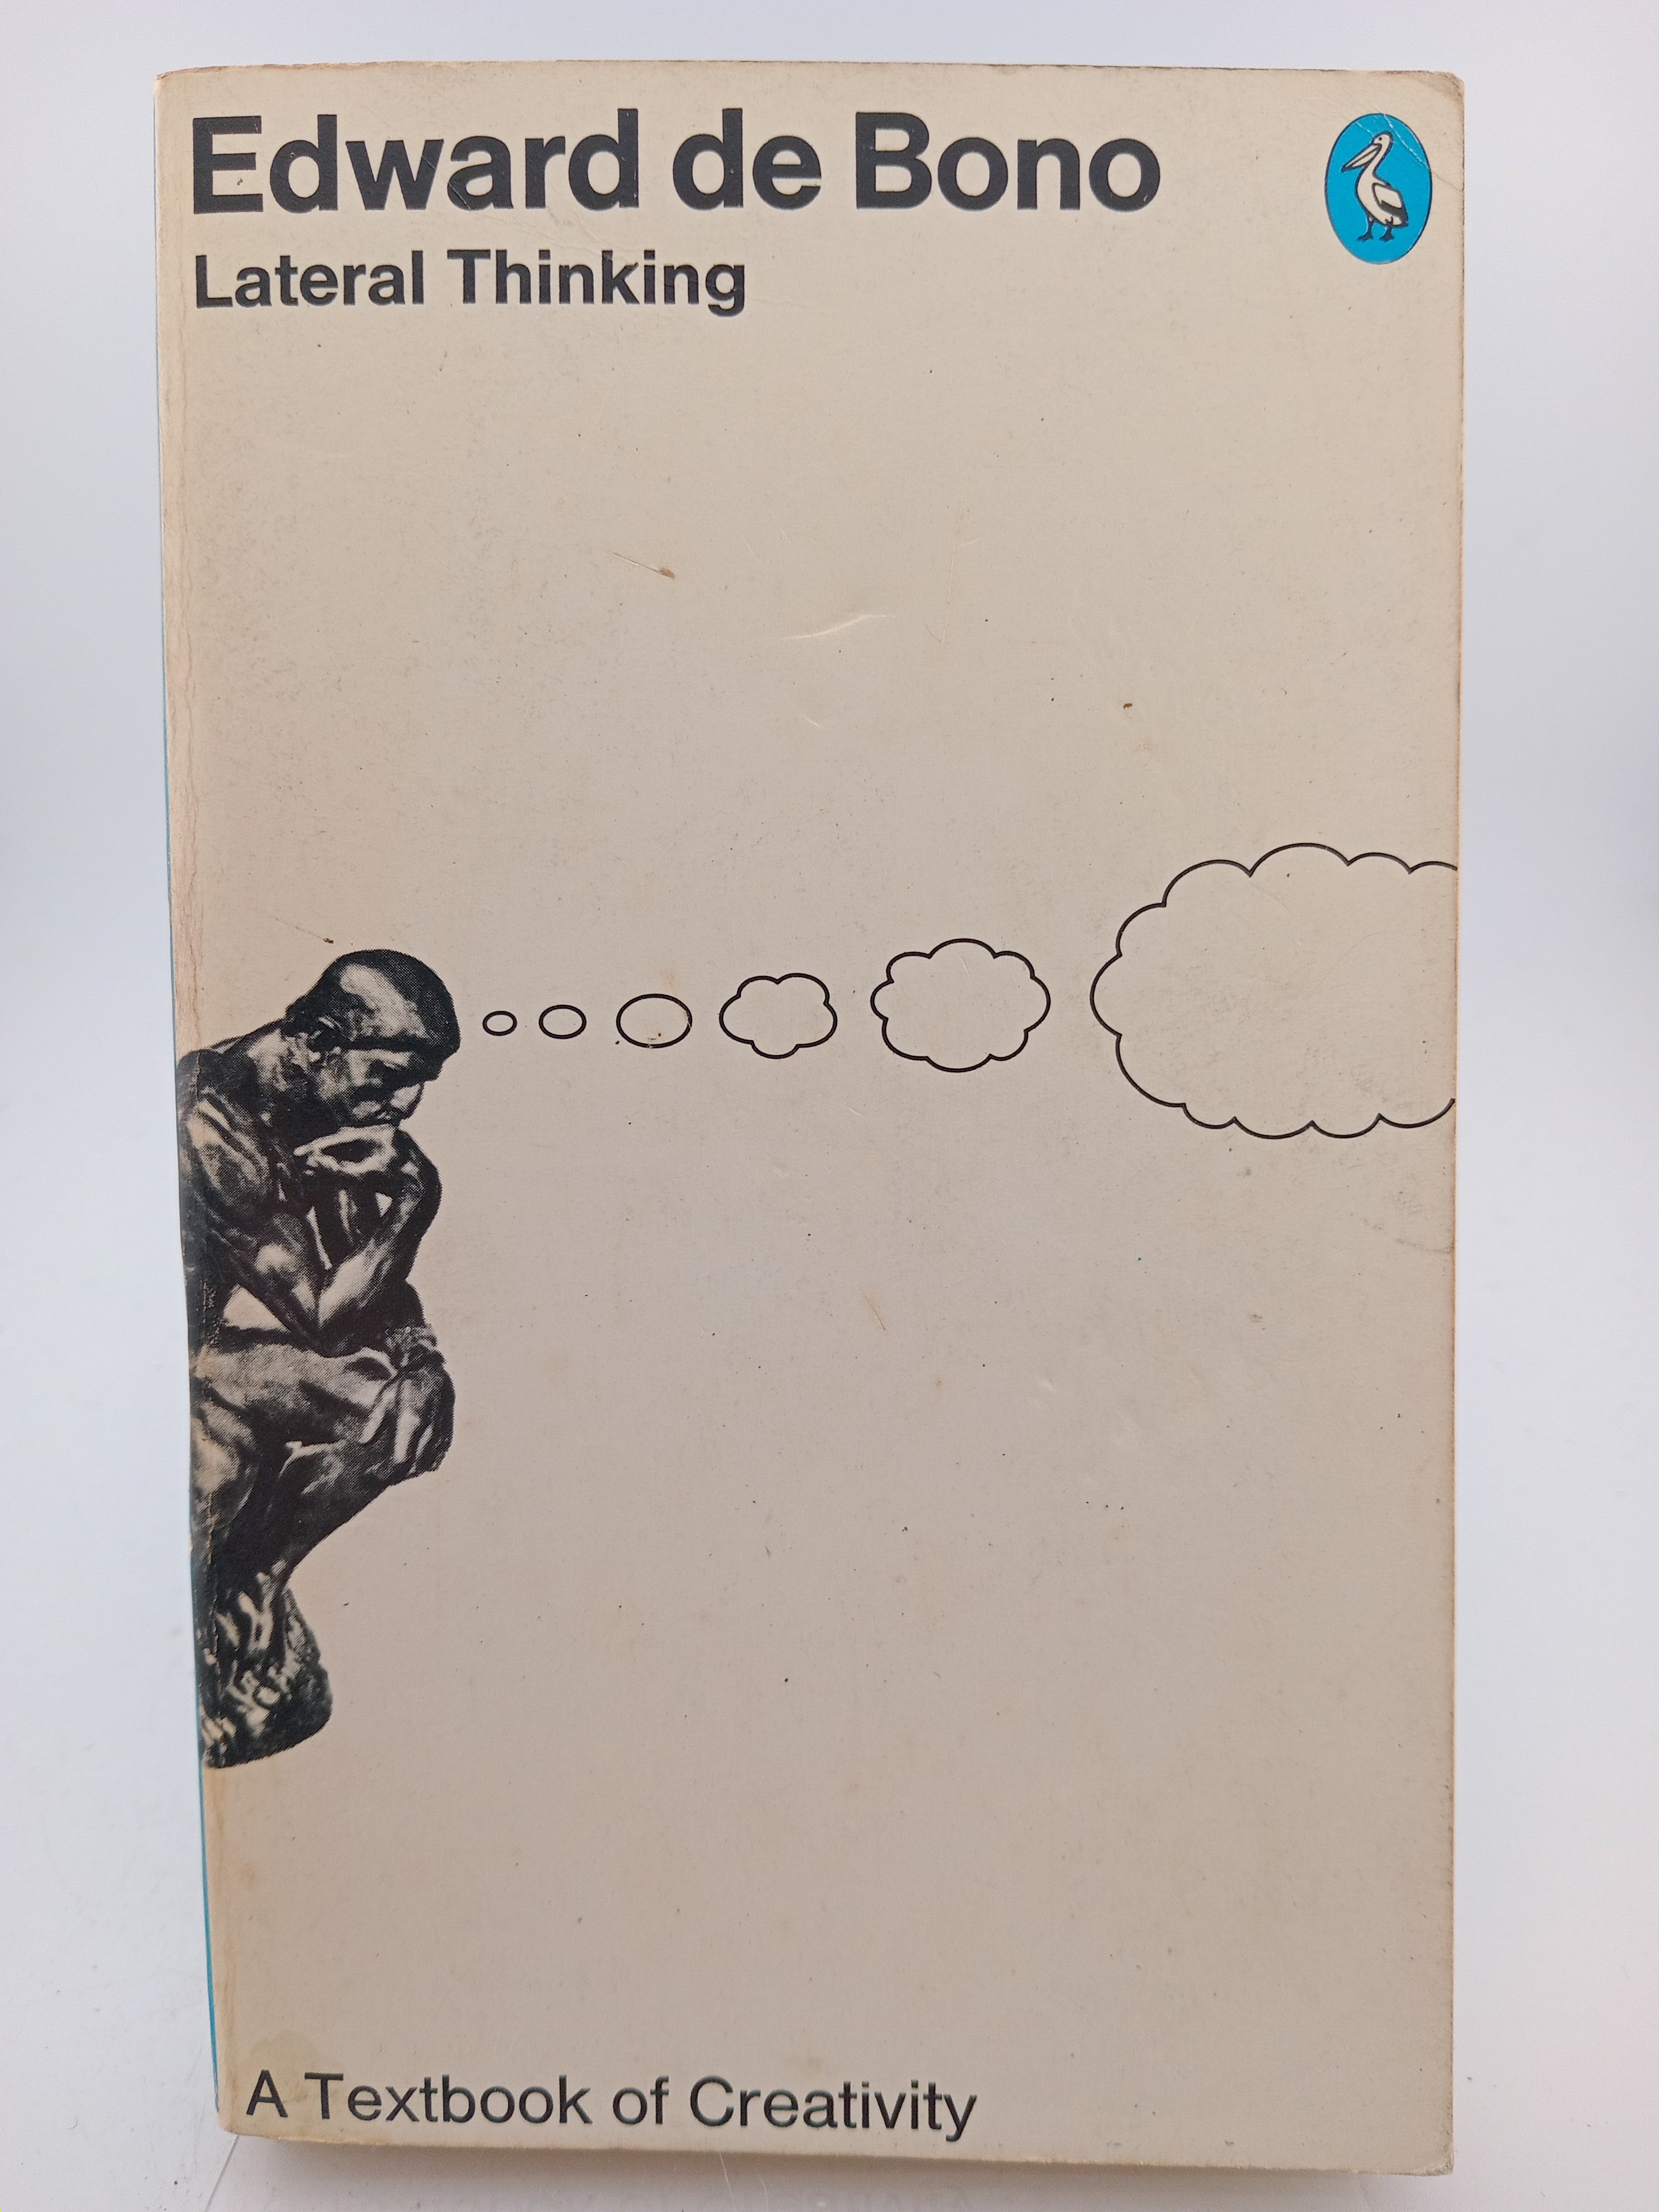 Edward de Bono
Lateral Thinking
A Textbook of Creativity